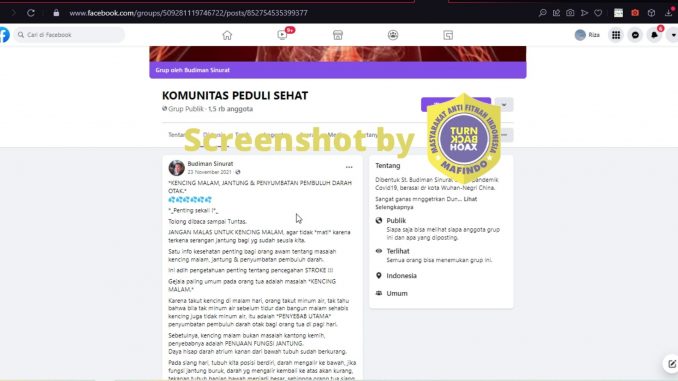 www.facebook.com/groups/509281119746722/posts/852754535399377
Cari di Facebook
9+
Riza
6
Grup oleh Budiman Sinurat
KOMUNITAS PEDULI SEHAT
Grup Publik · 1,5 rb anggota
Screenshot by
MASYARAKAT ANTI FITNAH INDONESIA
TURN
BACK
HOAX
MAFINDO
Budiman Sinurat
23 November 2021
*KENCING MALAM, JANTUNG & PENYUMBATAN PEMBULUH DARAH
OTAK.*
*_Penting sekali !*_
Tolong dibaca sampai Tuntas.
JANGAN MALAS UNTUK KENCING MALAM, agar tidak *mati* karena
terkena serangan jantung bagi yg sudah seusia kita.
Satu info kesehatan penting bagi orang awam tentang masalah
kencing malam, jantung & penyumbatan pembuluh darah.
Ini adlh pengetahuan penting tentang pencegahan STROKE !!!
Gejala paling umum pada orang tua adalah masalah *KENCING
MALAM.*
Karena takut kencing di malam hari, orang takut minum air, tak tahu
bahwa bila tak minum air sebelum tidur dan bangun malam sehabis
kencing juga tidak minum air, itu adalah *PENYEBAB UTAMA*
penyumbatan pembuluh darah otak bagi orang tua di pagi hari.
Sebetulnya, kencing malam bukan masalah kantong kemih,
penyebabnya adalah PENUAAN FUNGSI JANTUNG.
Daya hisap darah atrium kanan dari bawah tubuh sudah berkurang.
Pada siang hari, tubuh kita posisi berdiri, darah mengalir ke bawah, jika
fungsi jantung buruk, darah yg mengalir kembali ke atas akan kurang,
tekanan tubuh bagian bawah menjadi besar, sehingga orang tua siang
Tentang
Dibentuk St. Budiman Sinurat
Covid19, berasal dr kota Wuhan-Negri China.
Sangat ganas mnggetrkan Dun... Lihat
Selengkapnya
Publik
Siapa saja bisa melihat siapa anggota grup
ini dan apa yang diposting.
Terlihat
Semua orang bisa menemukan grup ini.
Indonesia
Umum